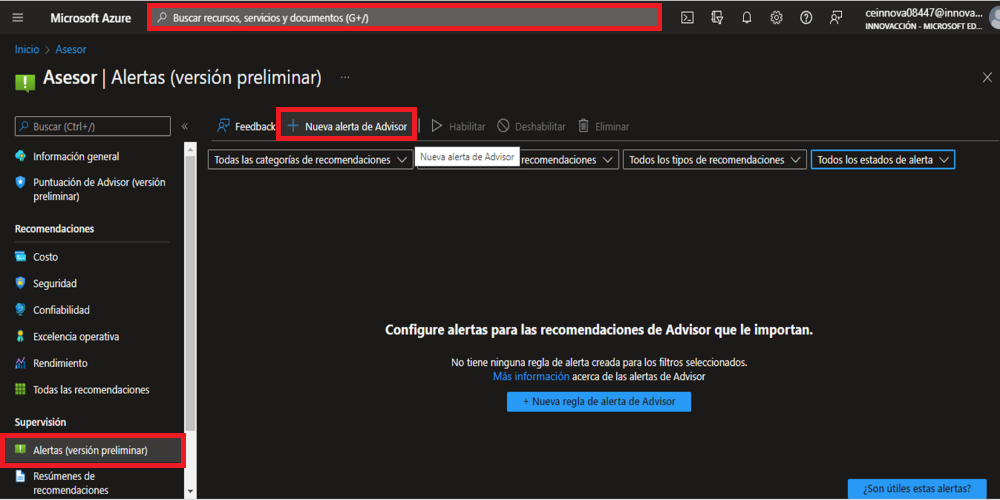 Microsoft Azure
Buscar recursos, servicios y documentos (G+/)
ceinnova08447@innova...
INNOVACCIÓN - MICROSOFT ED...
Inicio > Asesor
Asesor | Alertas (versión preliminar) ...
Buscar (Ctrl+/)
«
Feedback
+ Nueva alerta de Advisor
Habilitar
Deshabilitar
Eliminar
Todas las categorías de recomendaciones
Nueva alerta de Advisor
recomendaciones
Todos los tipos de recomendaciones
Todos los estados de alerta
Información general
Puntuación de Advisor (versión
preliminar)
Recomendaciones
Costo
Seguridad
Confiabilidad
Excelencia operativa
Rendimiento
Todas las recomendaciones
Supervisión
Alertas (versión preliminar)
Resúmenes de
recomendaciones
Configure alertas para las recomendaciones de Advisor que le importan.
No tiene ninguna regla de alerta creada para los filtros seleccionados.
Más información acerca de las alertas de Advisor
+ Nueva regla de alerta de Advisor
¿Son útiles estas alertas?